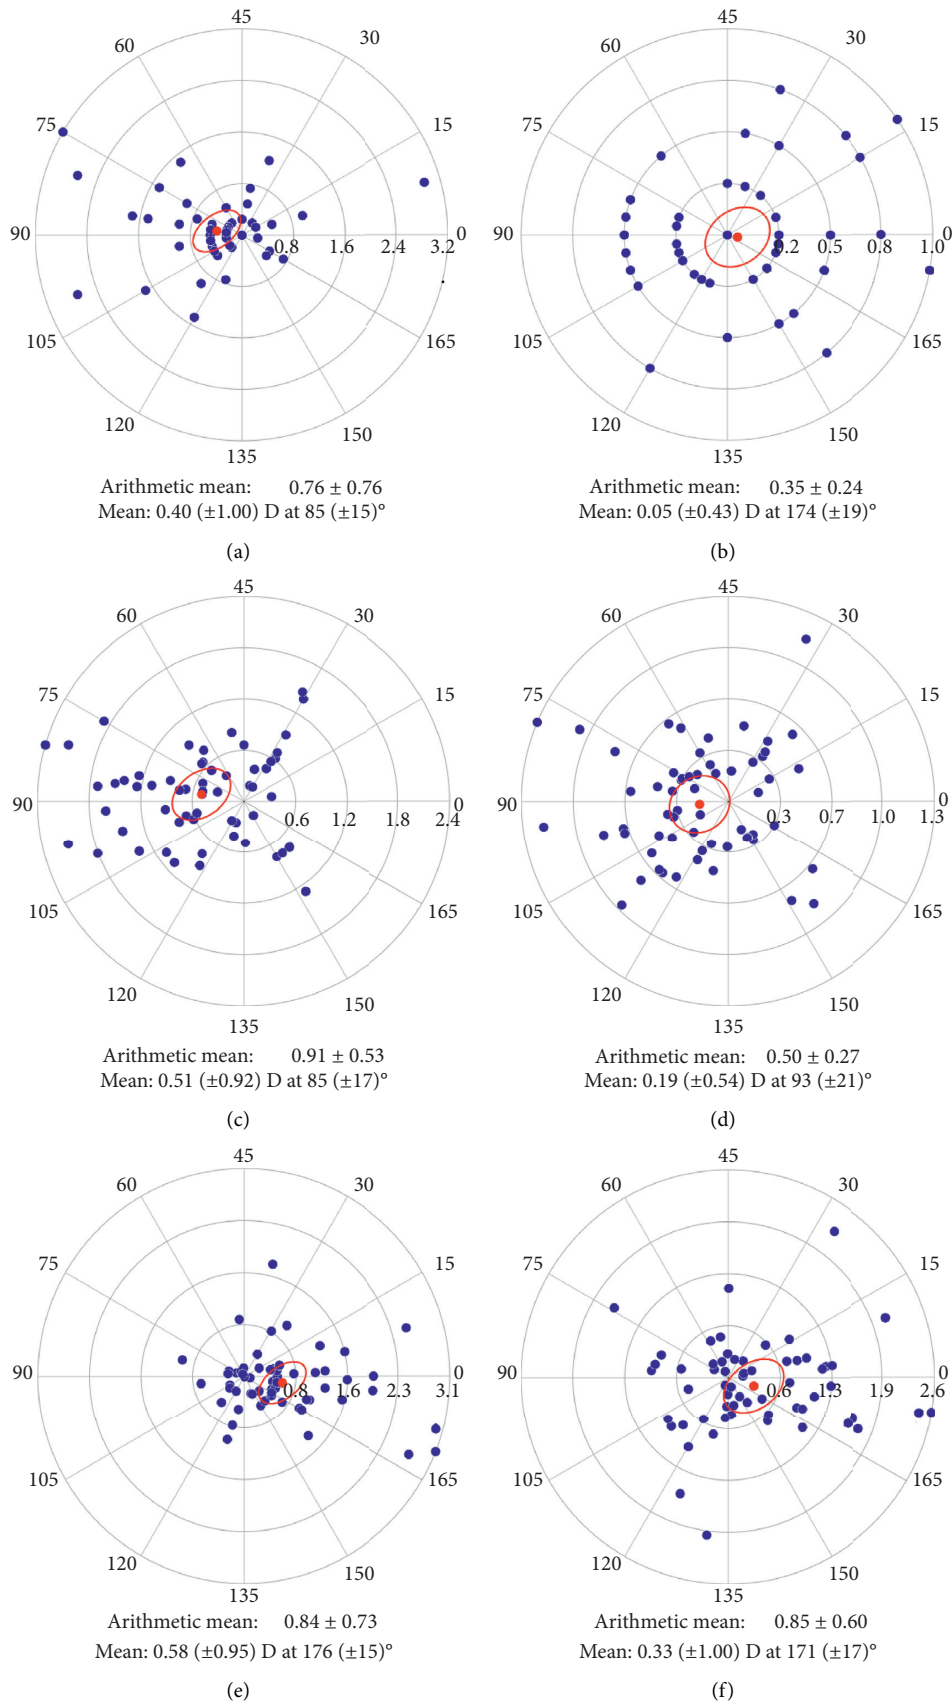 45
60 30
75 15
90 0.8 1.6 2.4 3.2 0
105 165
120 150
135
Arithmetic mean: 0.76 ± 0.76
Mean: 0.40 (±1.00) D at 85 (±15)°
(a)
45
60 30
75 15
90 0.2 0.5 0.8 1.0 0
105 165
120 150
135
Arithmetic mean: 0.35 ± 0.24
Mean: 0.05 (±0.43) D at 174 (±19)°
(b)
45
60 30
75 15
90 0.6 1.2 1.8 2.4 0
105 165
120 150
135
Arithmetic mean: 0.91 ± 0.53
Mean: 0.51 (±0.92) D at 85 (±17)°
(c)
45
60 30
75 15
90 0.3 0.7 1.0 1.3 0
105 165
120 150
135
Arithmetic mean: 0.50 ± 0.27
Mean: 0.19 (±0.54) D at 93 (±21)°
(d)
45
60 30
75 15
90 0.8 1.6 2.3 3.1 0
105 165
120 150
135
Arithmetic mean: 0.84 ± 0.73
Mean: 0.58 (±0.95) D at 176 (±15)°
(e)
45
60 30
75 15
90 0.6 1.3 1.9 2.6 0
105 165
120 150
135
Arithmetic mean: 0.85 ± 0.60
Mean: 0.33 (±1.00) D at 171 (±17)°
(f)